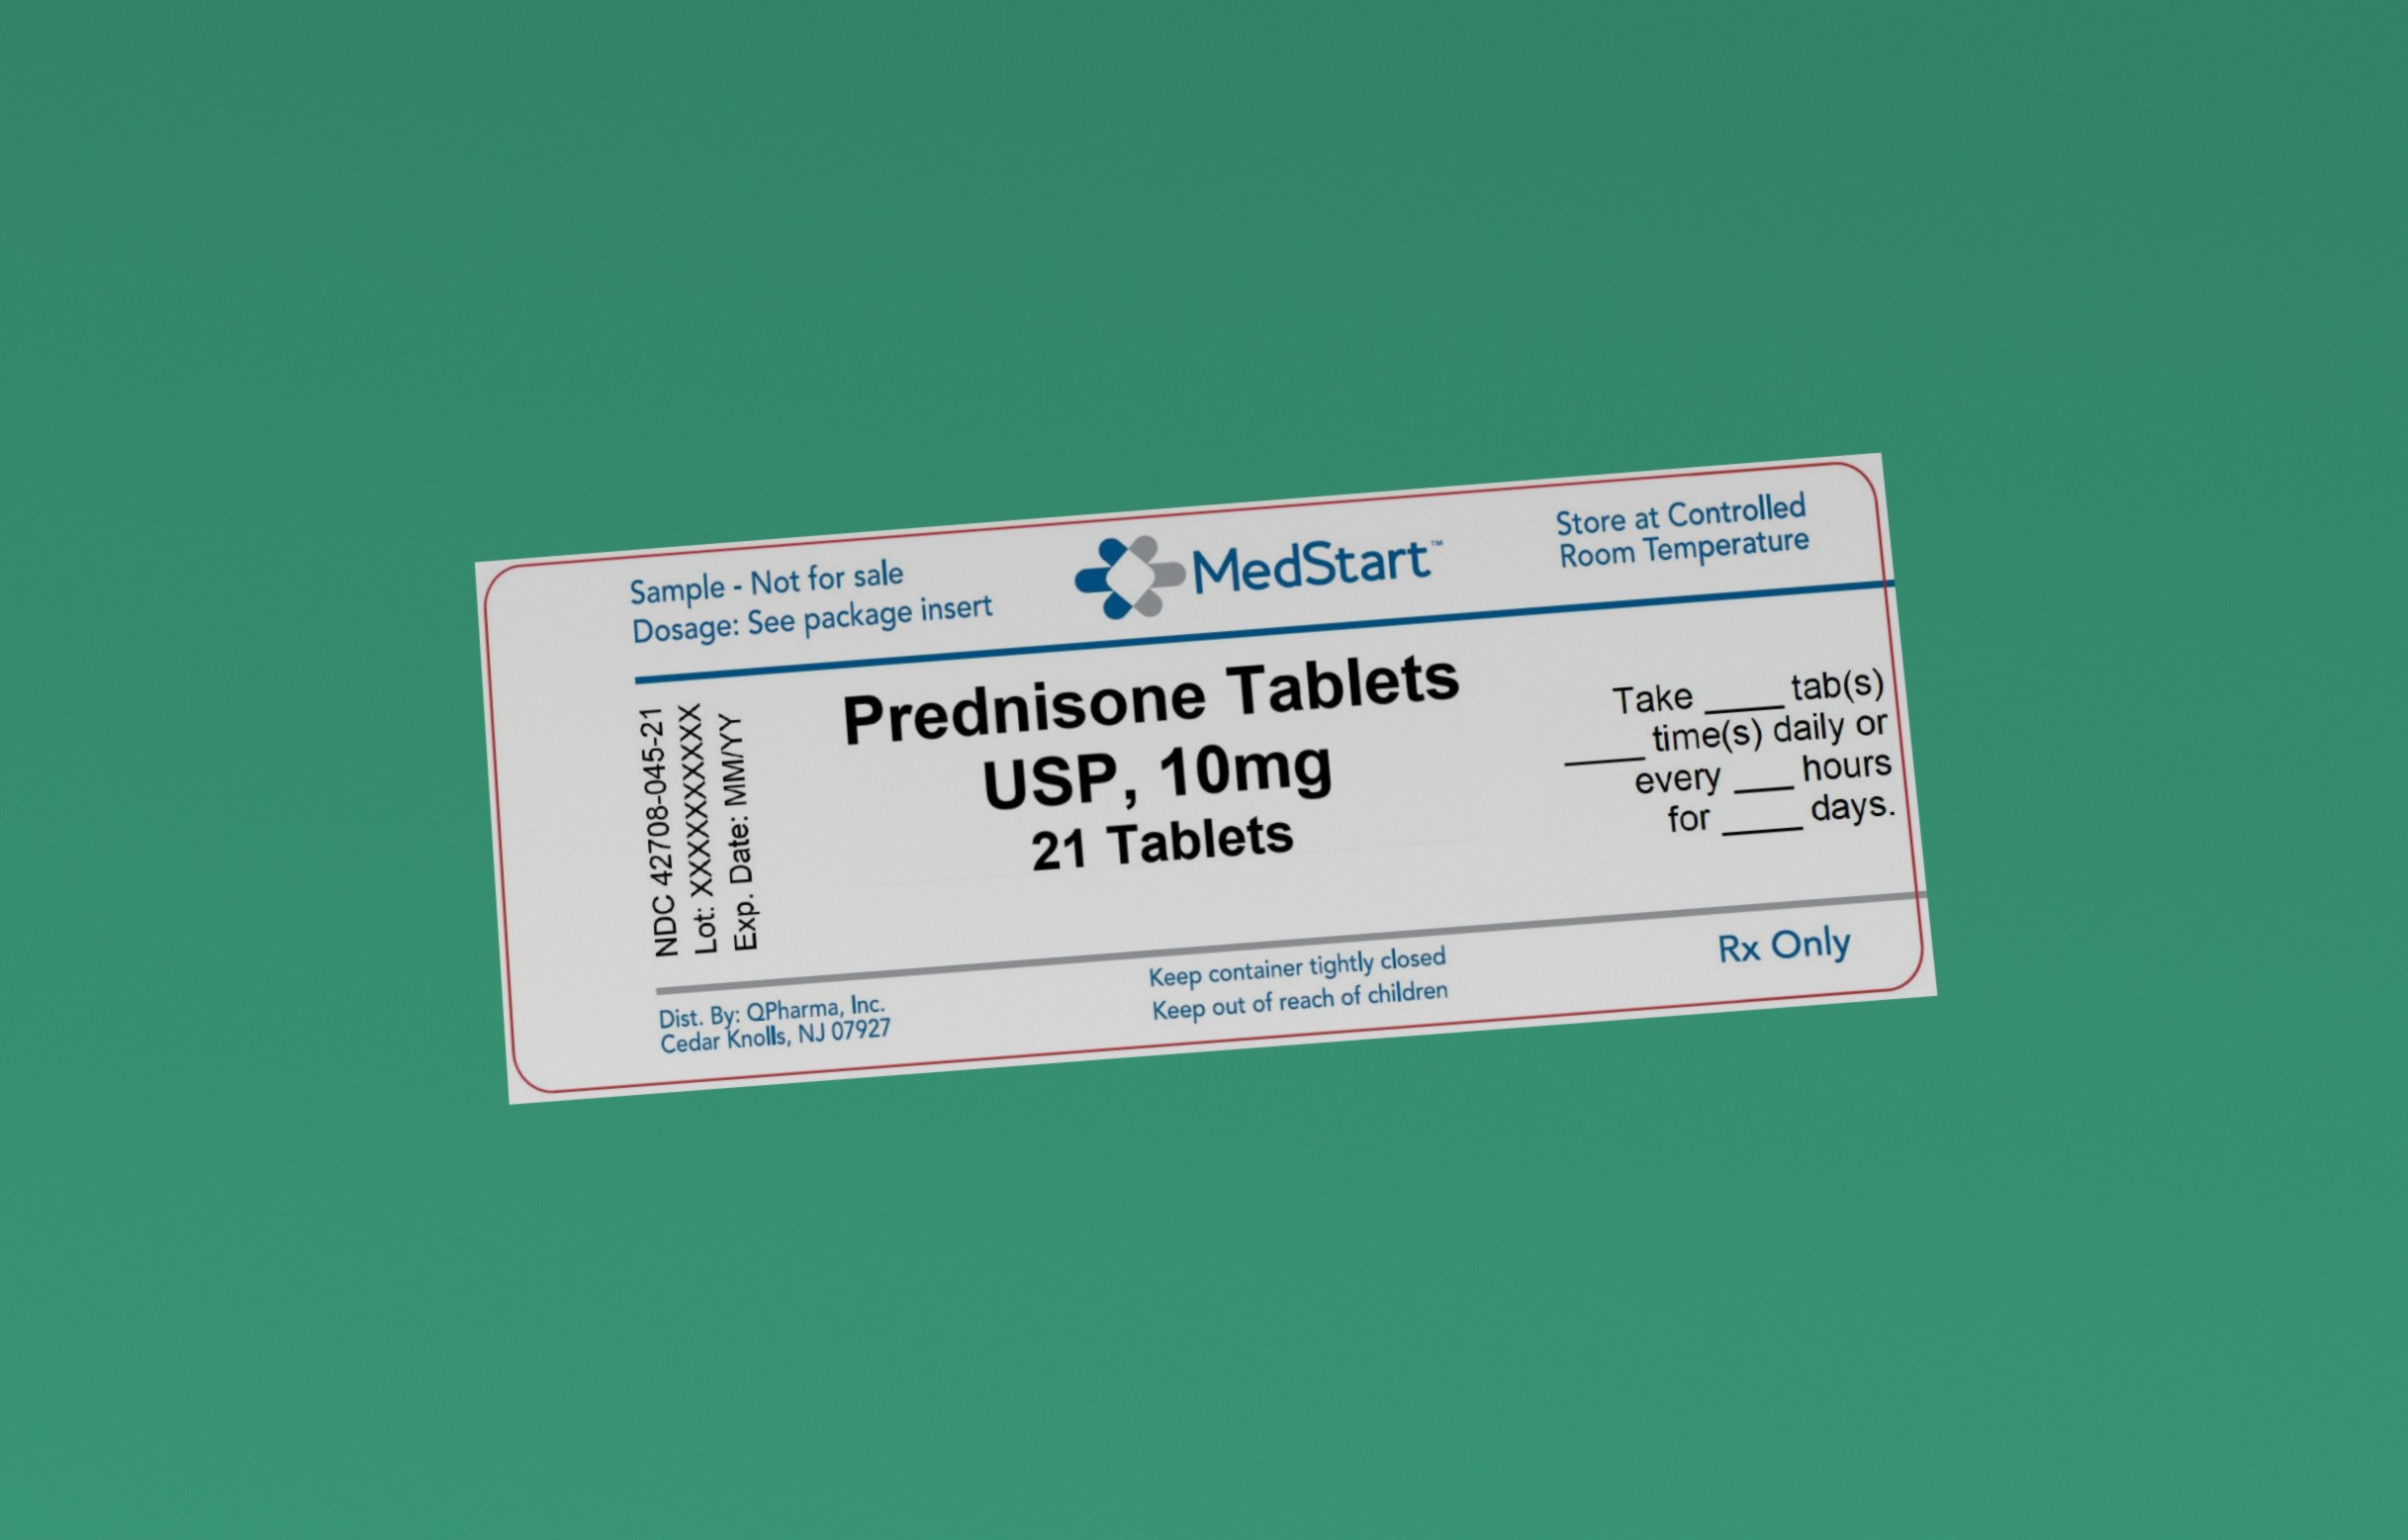 Sample - Not for sale
Dosage: See package insert
MedStart™
Store at Controlled
Room Temperature
NDC 42708-045-21
Lot: XXXXXXXXXXXX
Exp. Date: MM/YY
Prednisone Tablets
USP, 10mg
21 Tablets
Take ____ tab(s)
____ time(s) daily or
every ___ hours
for ____ days.
Dist. By: QPharma, Inc.
Cedar Knolls, NJ 07927
Keep container tightly closed
Keep out of reach of children
Rx Only